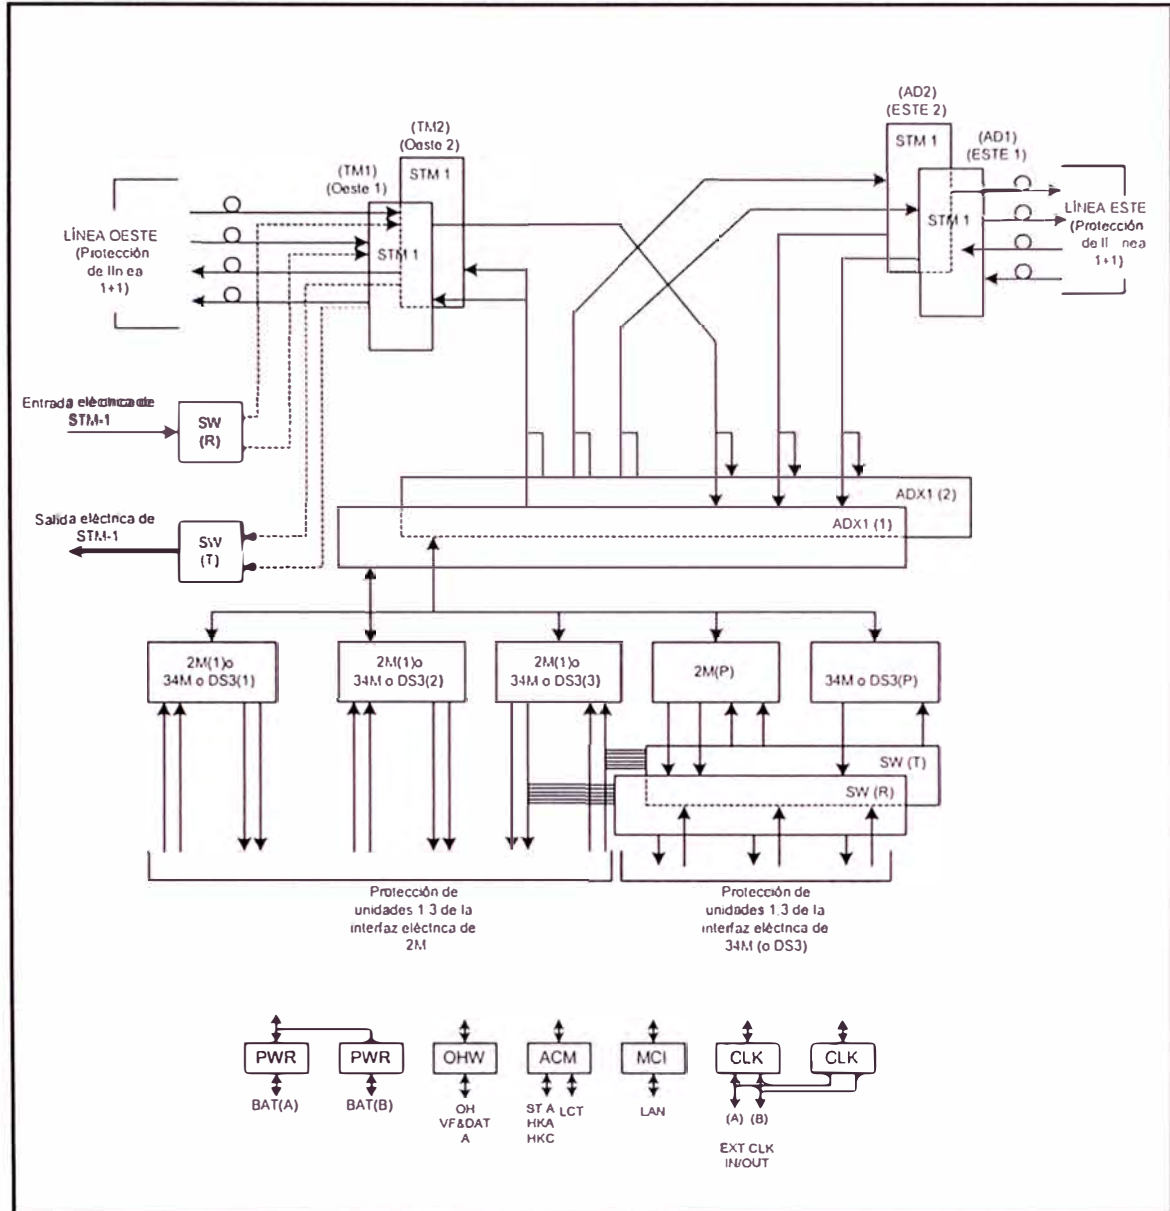 (AD2)
(ESTE 2)
STM 1
(AD1)
(ESTE 1)
STM 1
LÍNEA ESTE
(Protección
de línea
1+1)
(TM2)
(Oeste 2)
STM 1
(TM1)
(Oeste 1)
STM 1
LÍNEA OESTE
(Protección
de línea
1+1)
Entrada eléctrica de
STM-1
SW
(R)
Salida eléctrica de
STM-1
SW
(T)
ADX1 (2)
ADX1 (1)
2M(1)o
34M o DS3(1)
2M(1)o
34M o DS3(2)
2M(1)o
34M o DS3(3)
2M(P)
34M o DS3(P)
SW (T)
SW (R)
Protección de
unidades 1,3 de la
interfaz eléctrica de
2M
Protección de
unidades 1,3 de la
interfaz eléctrica de
34M (o DS3)
PWR
BAT(A)
PWR
BAT(B)
OHW
OH
VF&DAT
A
ACM
ST A
HKA
HKC
LCT
MCI
LAN
CLK
CLK
(A) (B)
EXT CLK
IN/OUT